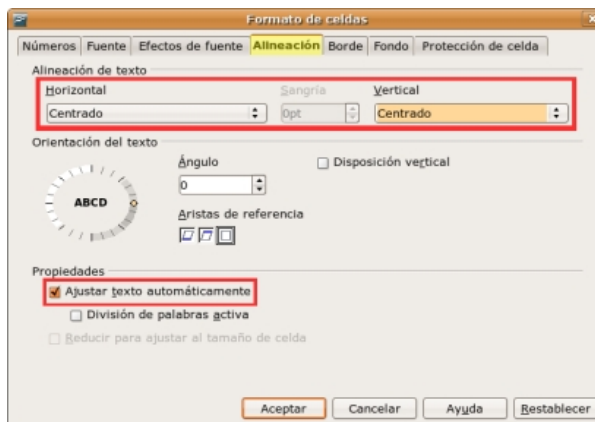 Formato de celdas
Números Fuente Efectos de fuente Alineación Borde Fondo Protección de celda
Alineación de texto
Horizontal Sangría Vertical
Centrado 0pt Centrado
Orientación del texto
Ángulo Disposición vertical
0
ABCD
Aristas de referencia
Propiedades
Ajustar texto automáticamente
División de palabras activa
Reducir para ajustar al tamaño de celda
Aceptar Cancelar Ayuda Restablecer